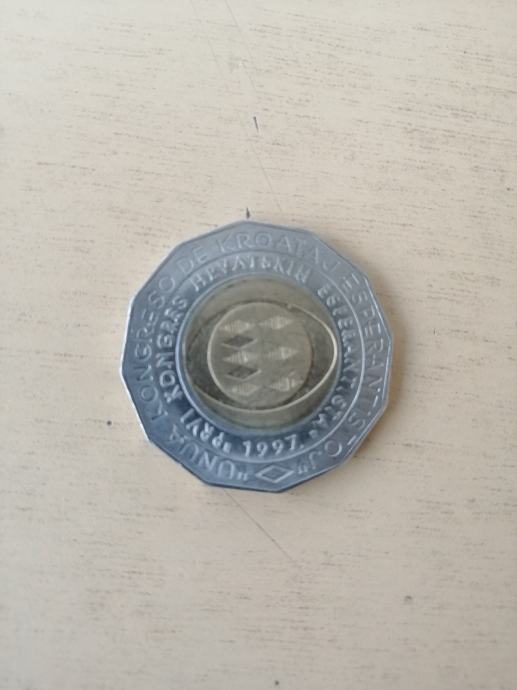 "UNUA KONGRESO DE KROATAJ ESPERANTISTOJ"
"PRVI KONGRES HRVATSKIH ESPERANTISTA"
1997.